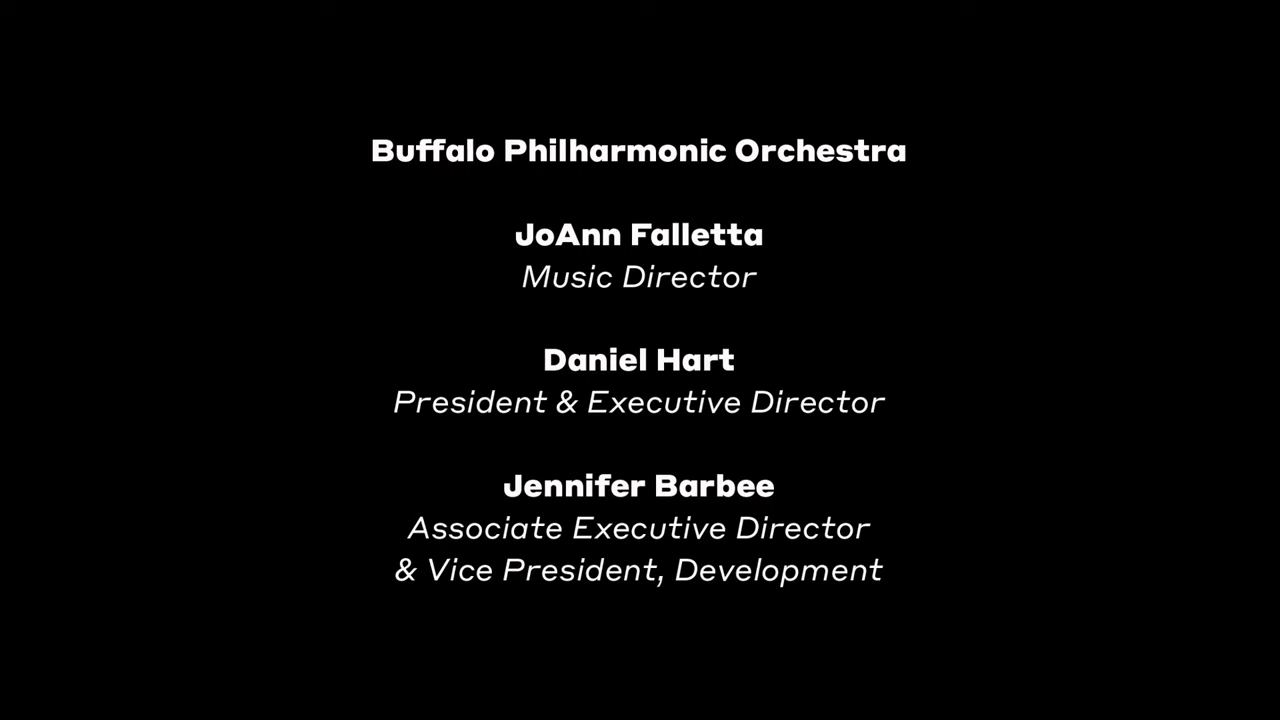 Buffalo Philharmonic Orchestra
JoAnn Falletta
Music Director
Daniel Hart
President & Executive Director
Jennifer Barbee
Associate Executive Director
& Vice President, Development